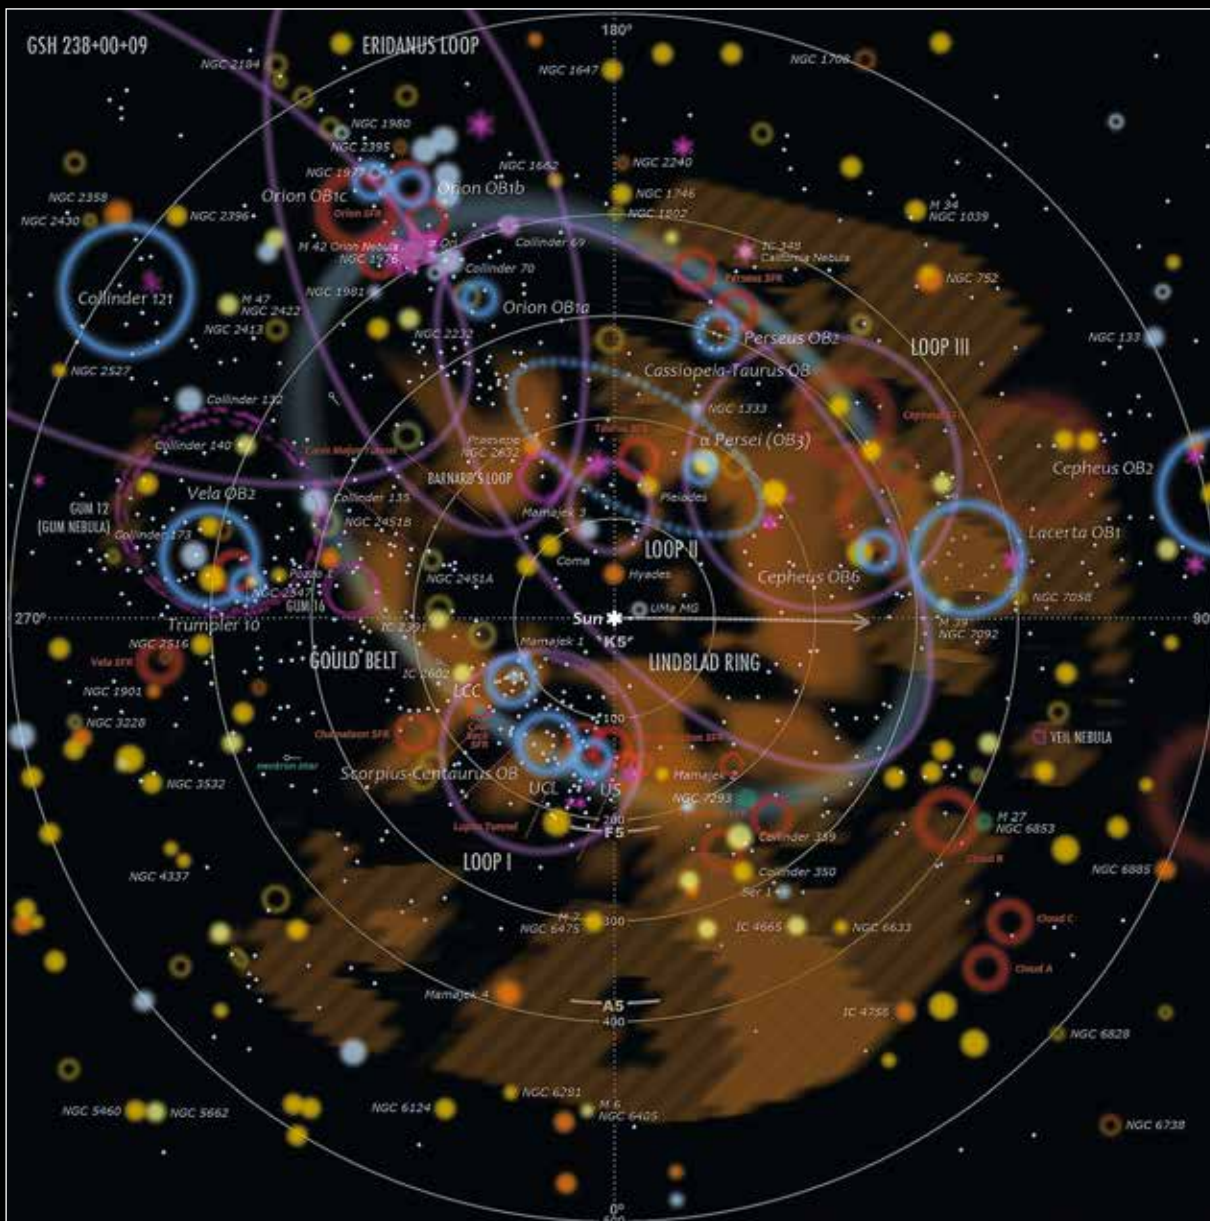 180°
GSH 238+00+09
ERIDANUS LOOP
NGC 2184
NGC 1647
NGC 1708
NGC 1980
NGC 2395
NGC 1977
NGC 1662
NGC 2240
Orion OB1c
Orion OB1b
NGC 2358
Orion SFR
NGC 1746
NGC 2430
NGC 2396
NGC 1802
M 34
NGC 1039
M 42 Orion Nebula
NGC 1976
Collinder 69
IC 348
California Nebula
Collinder 70
Perseus SFR
NGC 752
Collinder 121
NGC 1981
Orion OB1a
M 47
NGC 2422
NGC 2413
NGC 2232
Perseus OB2
NGC 133
LOOP III
NGC 2527
Cassiopela-Taurus OB
Collinder 132
NGC 1333
Collinder 140
Praesepe
NGC 2632
α Persei (OB3)
BARNARD'S LOOP
Cepheus OB2
Vela OB2
Collinder 135
Pleiades
GUM 12
(GUM NEBULA)
Mamajek 3
NGC 2451B
Collinder 173
Lacerta OB1
LOOP II
Coma
NGC 2451A
Cepheus OB6
Pozzo 1
Hyades
NGC 2547
GUM 16
NGC 7058
UMa MG
270°
Trumpler 10
IC 2391
Sun
K5
M 39
NGC 7092
90
NGC 2516
Mamajek 1
Vela SFR
GOULD BELT
IC 2602
LINDBLAD RING
NGC 1901
LCC
NGC 3228
100
Chamaeleon SFR
VEIL NEBULA
neutron star
Scorpius-Centaurus OB
Mamajek 2
NGC 3532
UCL
US
NGC 7293
200
F5
M 27
NGC 6853
Lupus Tunnel
Collinder 359
LOOP I
Cloud B
NGC 4337
Collinder 350
NGC 6885
Ser 1
M 7
NGC 6475
300
IC 4665
NGC 6633
Cloud C
Cloud A
Mamajek 4
A5
400
IC 4756
NGC 6828
NGC 5460
NGC 5662
NGC 6124
NGC 6281
M 6
NGC 6405
NGC 6738
0°